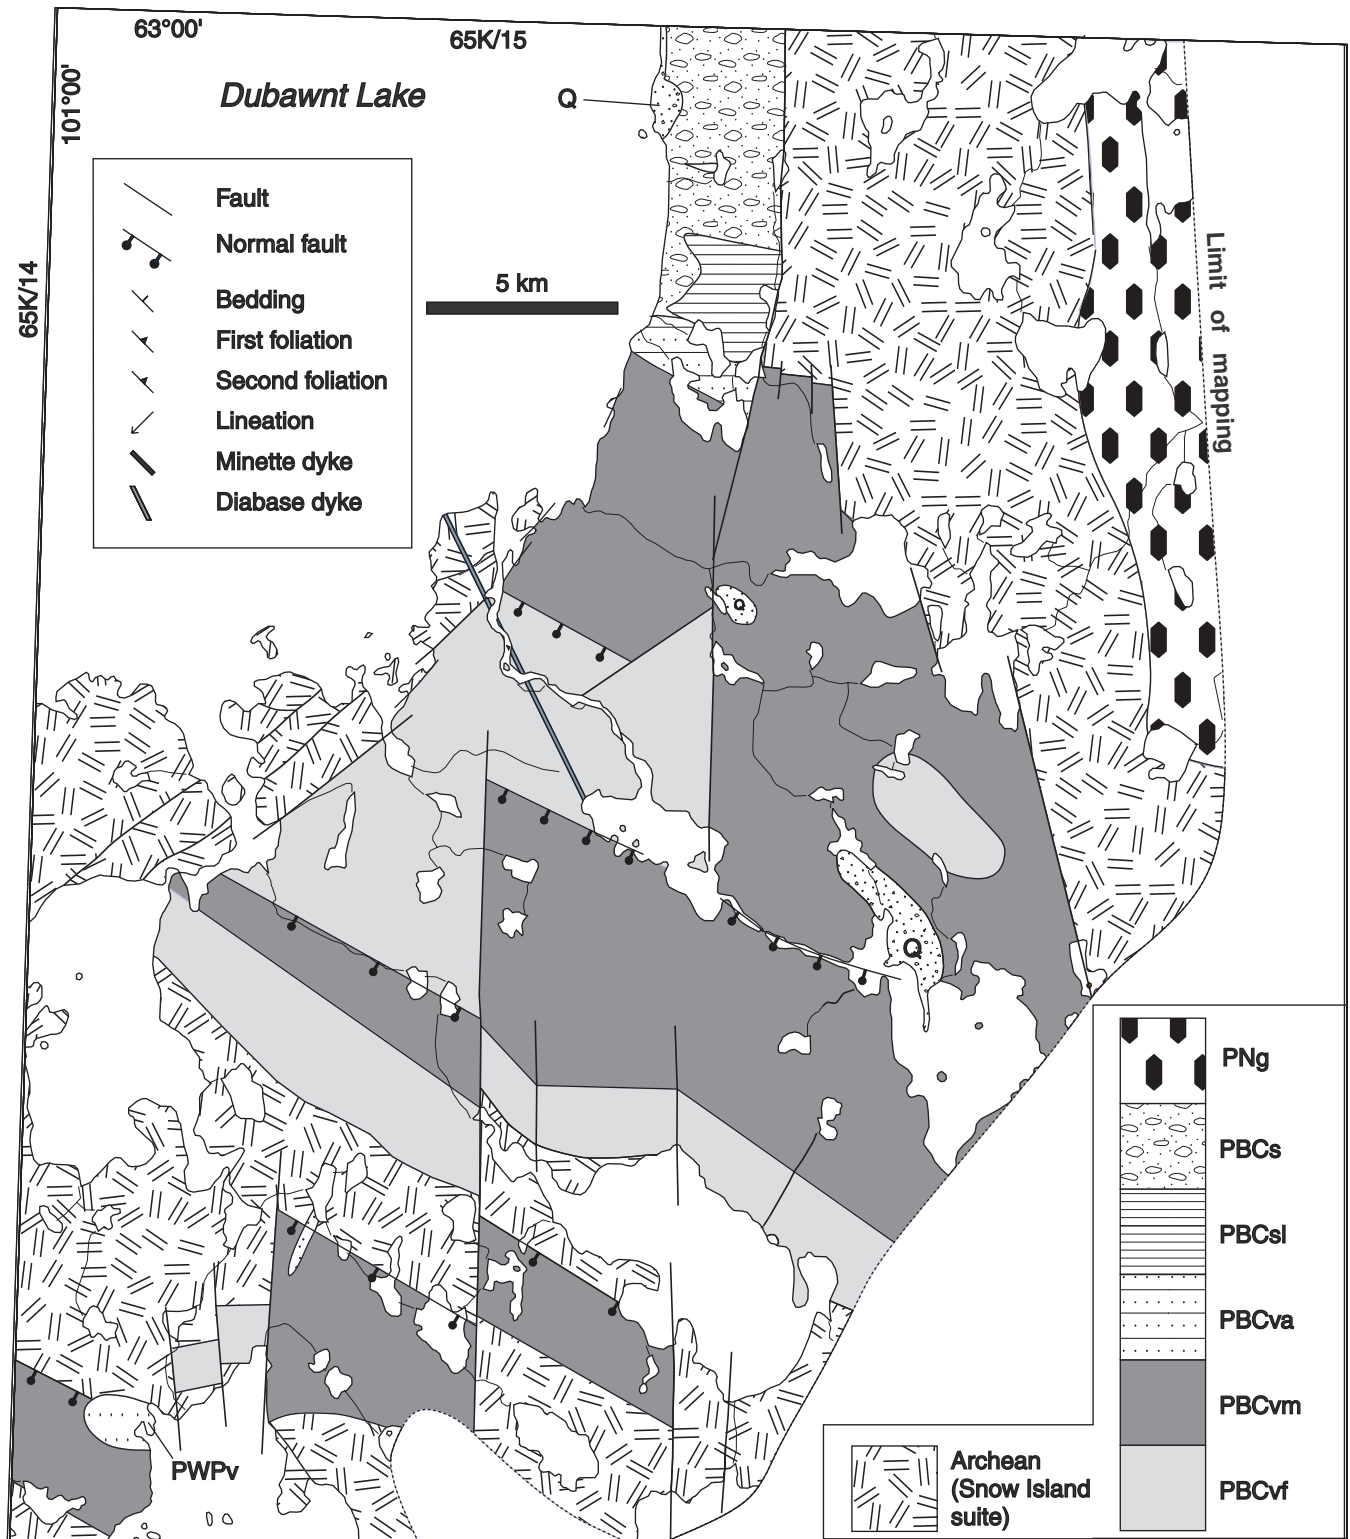 63°00'
65K/15
101°00'
Dubawnt Lake
Q
Fault
Normal fault
Bedding
First foliation
Second foliation
Lineation
Minette dyke
Diabase dyke
5 km
65K/14
Limit of mapping
Q
Q
PWPv
PNg
PBCs
PBCsl
PBCva
PBCvm
PBCvf
Archean
(Snow Island
suite)